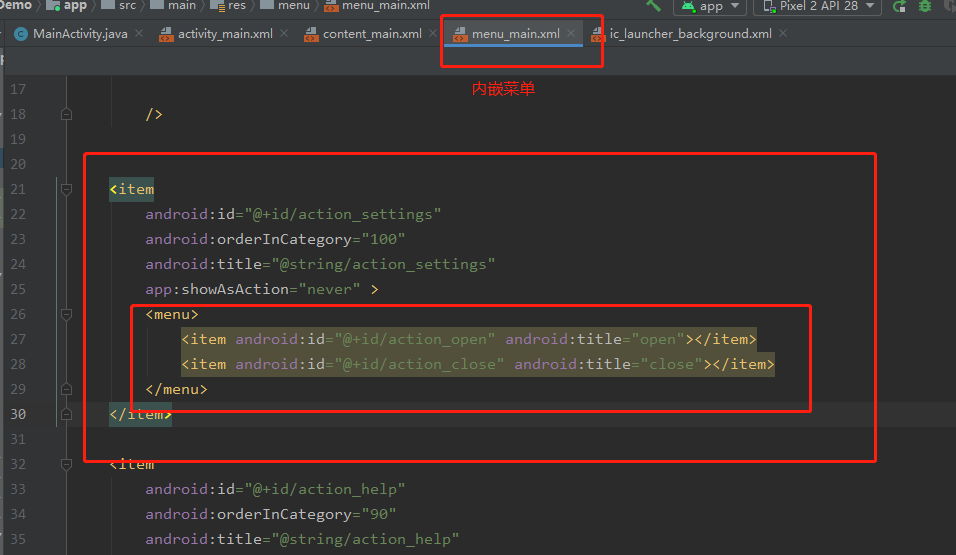 Demo app src main res menu menu_main.xml app Pixel 2 API 28
MainActivity.java activity_main.xml content_main.xml menu_main.xml ic_launcher_background.xml
内嵌菜单
17
18 />
19
20
21 <item
22 android:id="@+id/action_settings"
23 android:orderInCategory="100"
24 android:title="@string/action_settings"
25 app:showAsAction="never" >
26 <menu>
27 <item android:id="@+id/action_open" android:title="open"></item>
28 <item android:id="@+id/action_close" android:title="close"></item>
29 </menu>
30 </item>
31
32 <item
33 android:id="@+id/action_help"
34 android:orderInCategory="90"
35 android:title="@string/action_help"